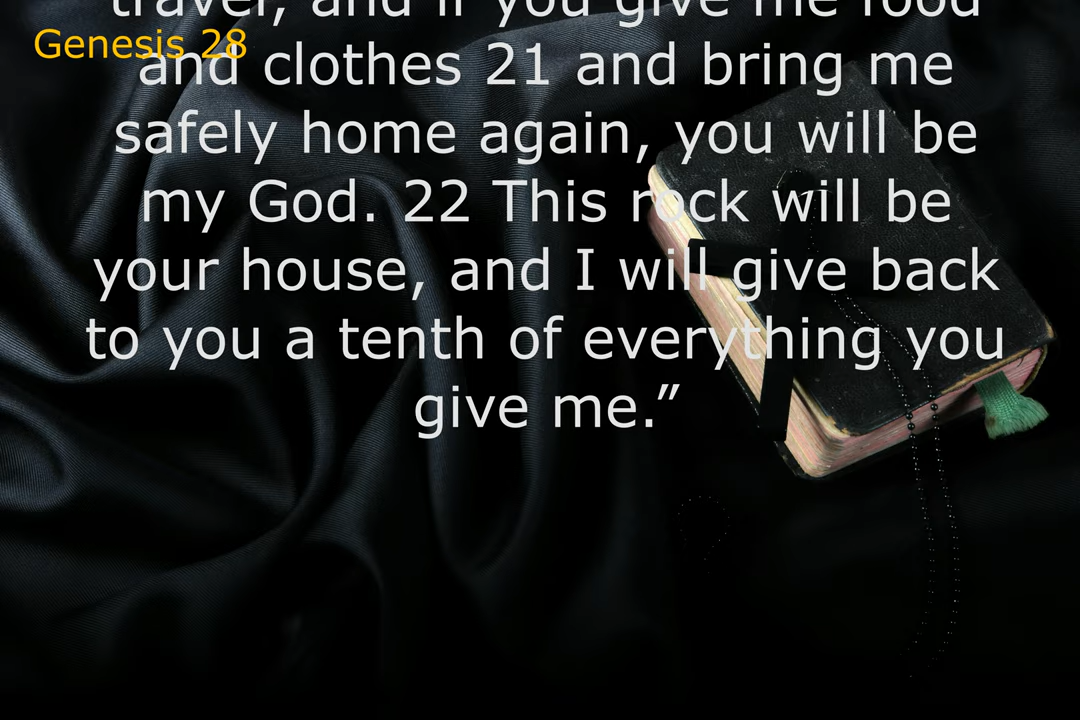 travel, and if you give me food
Genesis 28
and clothes 21 and bring me
safely home again, you will be
my God. 22 This rock will be
your house, and I will give back
to you a tenth of everything you
give me.”